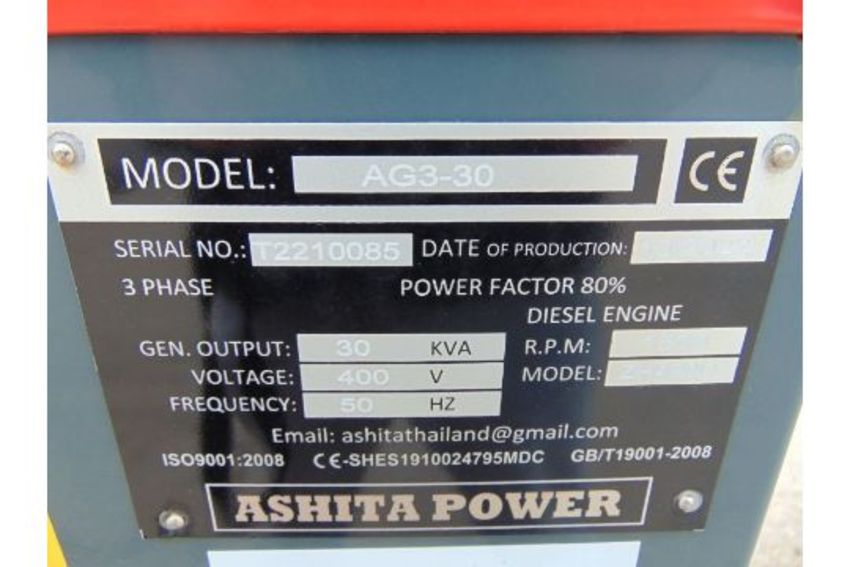 MODEL: AG3-30 CE
SERIAL NO.: T2210085 DATE OF PRODUCTION:
3 PHASE POWER FACTOR 80%
DIESEL ENGINE
GEN. OUTPUT: 30 KVA R.P.M:
VOLTAGE: 400 V MODEL:
FREQUENCY: 50 HZ
Email: ashitathailand@gmail.com
ISO9001:2008 CE-SHES1910024795MDC GB/T19001-2008
ASHITA POWER